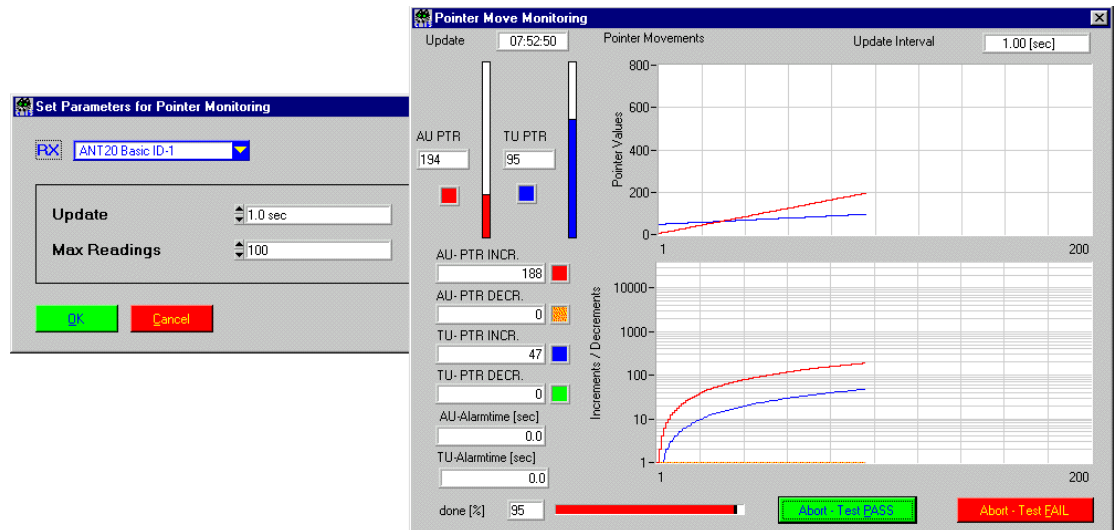 Set Parameters for Pointer Monitoring
RX ANT20 Basic ID-1
Update 1.0 sec
Max Readings 100
OK Cancel
Pointer Move Monitoring
Update 07:52:50 Pointer Movements Update Interval 1.00 [sec]
AU PTR TU PTR
194 95
Pointer Values
800
600
400
200
0
1 200
AU- PTR INCR.
188
AU- PTR DECR.
0
TU- PTR INCR.
47
TU- PTR DECR.
0
AU-Alarmtime [sec]
0.0
TU-Alarmtime [sec]
0.0
Increments / Decrements
10000
1000
100
10
1
1 200
done [%] 95 Abort - Test PASS Abort - Test FAIL